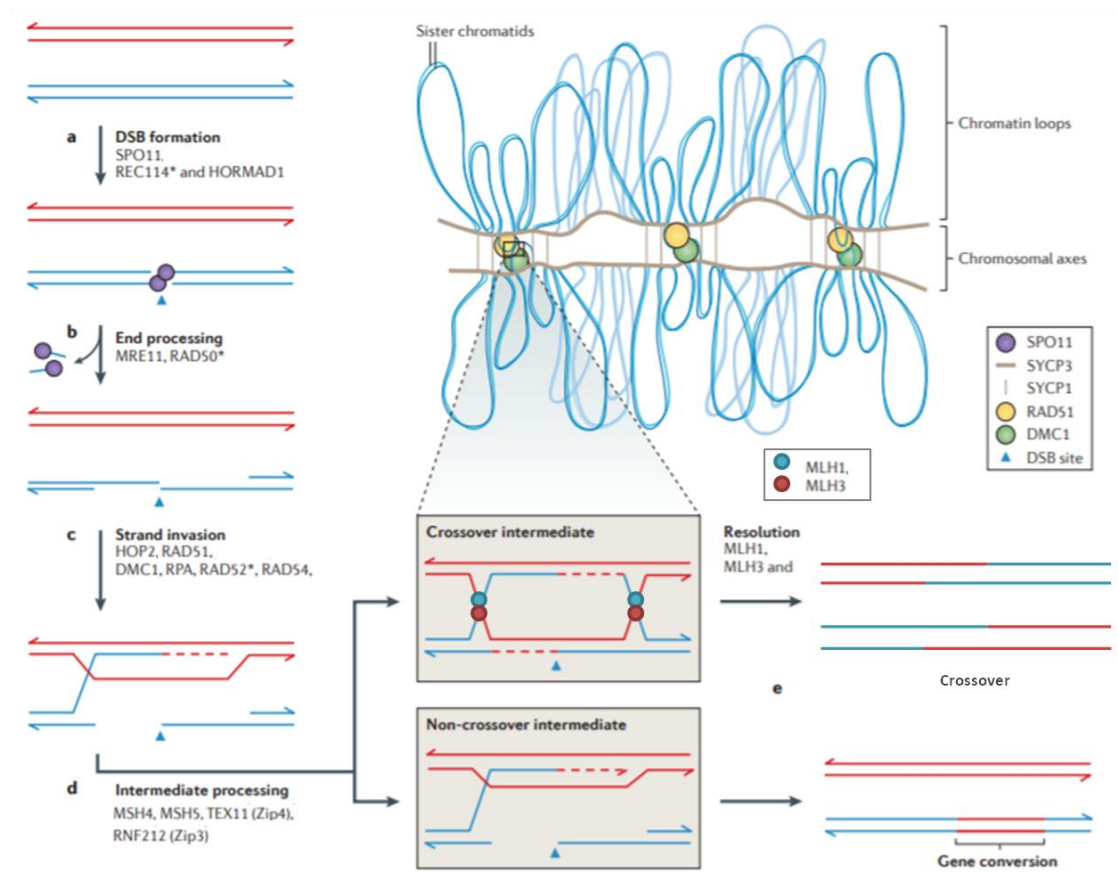 Sister chromatids
Chromatin loops
Chromosomal axes
a
DSB formation
SPO11,
REC114* and HORMAD1
b
End processing
MRE11, RAD50*
c
Strand invasion
HOP2, RAD51,
DMC1, RPA, RAD52*, RAD54,
d
Intermediate processing
MSH4, MSH5, TEX11 (Zip4),
RNF212 (Zip3)
SPO11
SYCP3
SYCP1
RAD51
DMC1
DSB site
MLH1,
MLH3
Crossover intermediate
Resolution
MLH1,
MLH3 and
Crossover
e
Non-crossover intermediate
Gene conversion